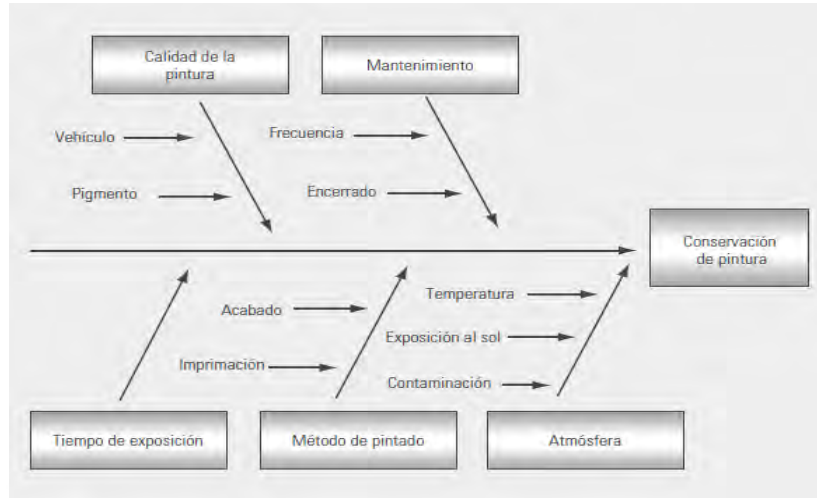 Calidad de la
pintura
Mantenimiento
Vehículo
Frecuencia
Pigmento
Encerrado
Conservación
de pintura
Temperatura
Acabado
Exposición al sol
Imprimación
Contaminación
Tiempo de exposición
Método de pintado
Atmósfera